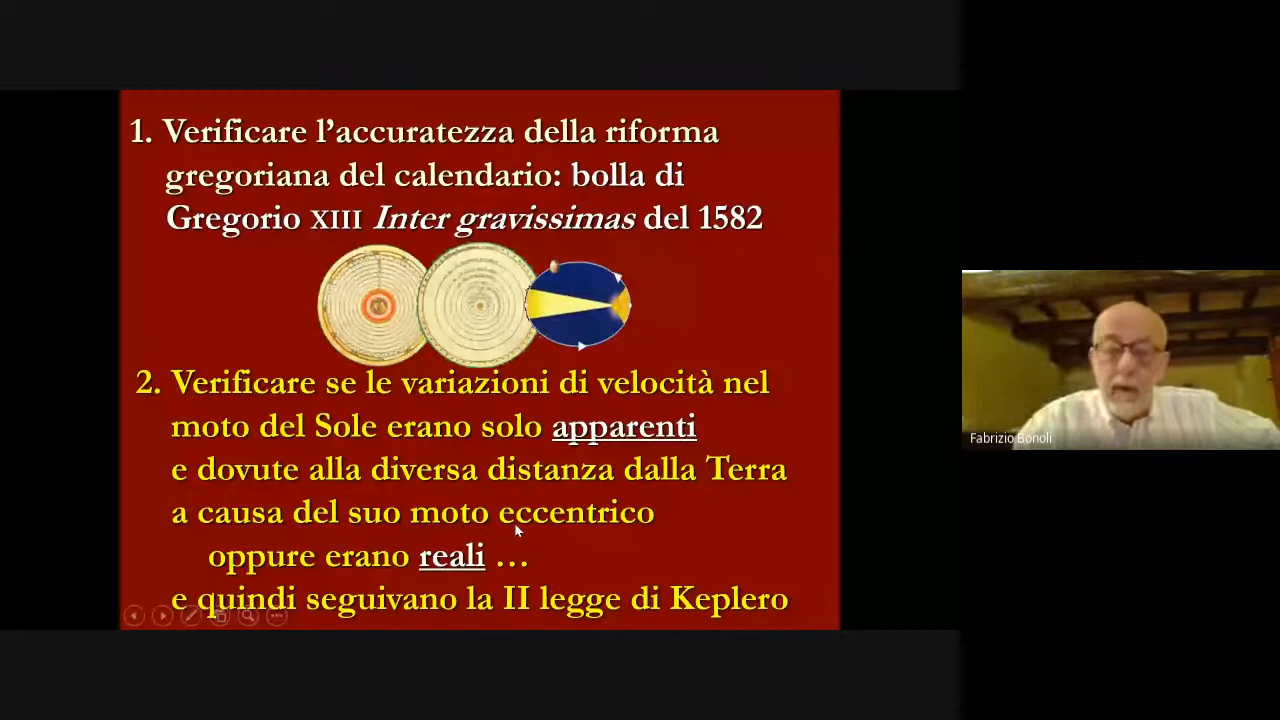 1. Verificare l’accuratezza della riforma
gregoriana del calendario: bolla di
Gregorio XIII Inter gravissimas del 1582
2. Verificare se le variazioni di velocità nel
moto del Sole erano solo apparenti
e dovute alla diversa distanza dalla Terra
a causa del suo moto eccentrico
oppure erano reali …
e quindi seguivano la II legge di Keplero
Fabrizio Bonoli